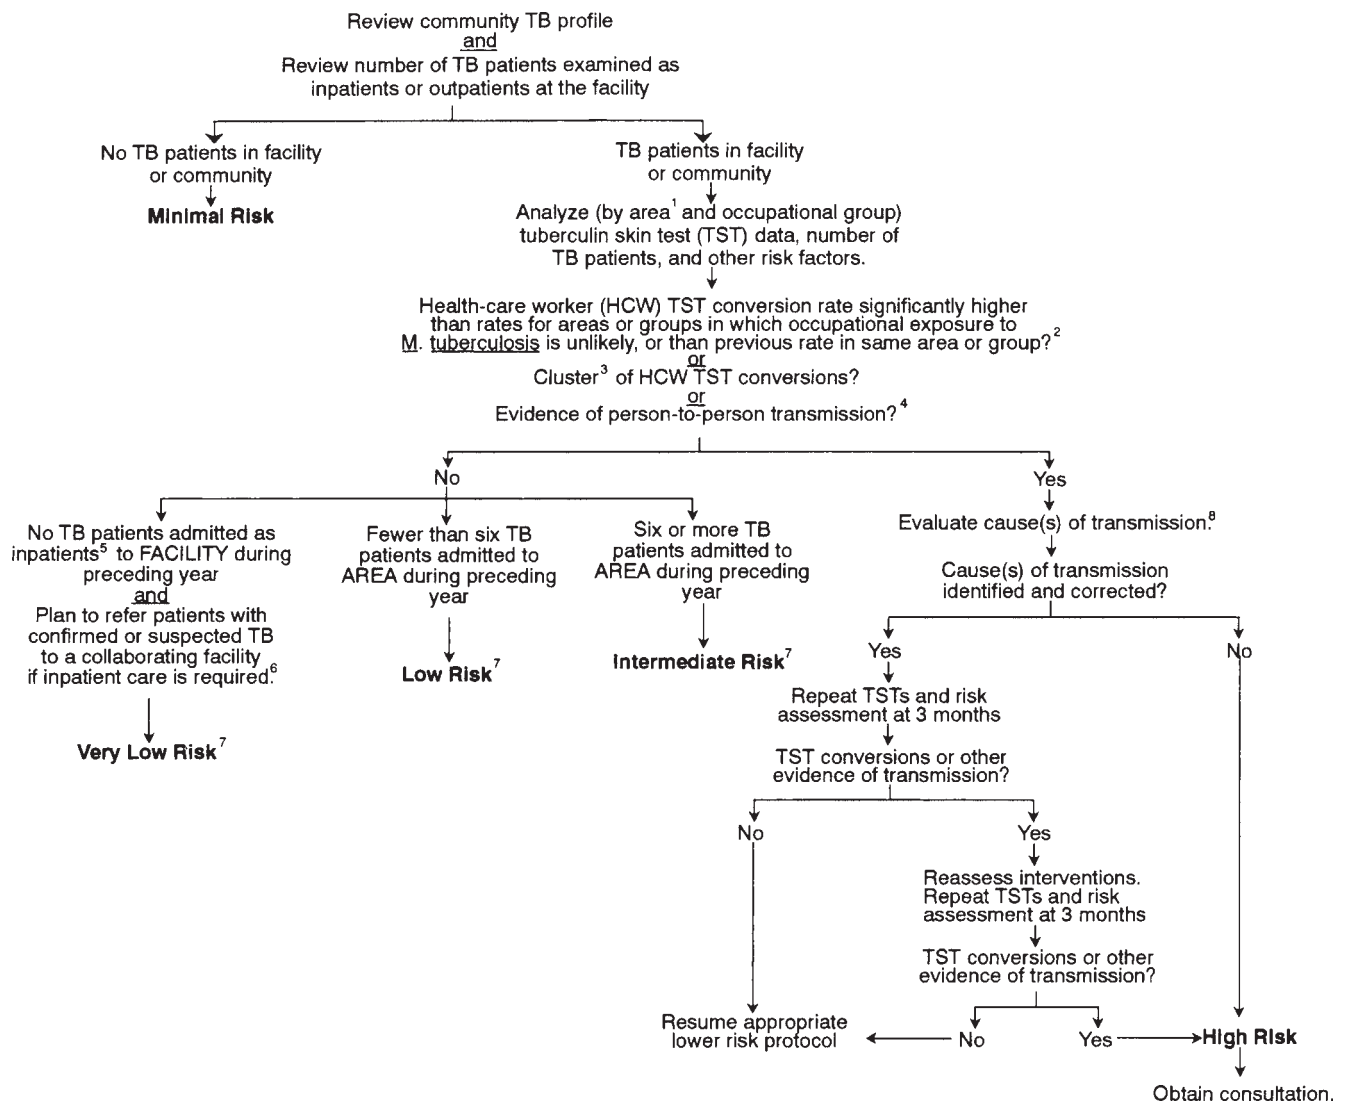 Review community TB profile
and
Review number of TB patients examined as
inpatients or outpatients at the facility
No TB patients in facility
or community
Minimal Risk
TB patients in facility
or community
Analyze (by area¹ and occupational group)
tuberculin skin test (TST) data, number of
TB patients, and other risk factors.
Health-care worker (HCW) TST conversion rate significantly higher
than rates for areas or groups in which occupational exposure to
M. tuberculosis is unlikely, or than previous rate in same area or group?²
or
Cluster³ of HCW TST conversions?
or
Evidence of person-to-person transmission?⁴
No
No TB patients admitted as
inpatients⁵ to FACILITY during
preceding year
and
Plan to refer patients with
confirmed or suspected TB
to a collaborating facility
if inpatient care is required.⁶
Very Low Risk⁷
Fewer than six TB
patients admitted to
AREA during preceding
year
Low Risk⁷
Six or more TB
patients admitted to
AREA during preceding
year
Intermediate Risk⁷
Yes
Evaluate cause(s) of transmission.⁸
Cause(s) of transmission
identified and corrected?
Yes
No
Repeat TSTs and risk
assessment at 3 months
TST conversions or other
evidence of transmission?
No
Yes
Reassess interventions.
Repeat TSTs and risk
assessment at 3 months
TST conversions or other
evidence of transmission?
Resume appropriate
lower risk protocol
No
Yes
High Risk
Obtain consultation.